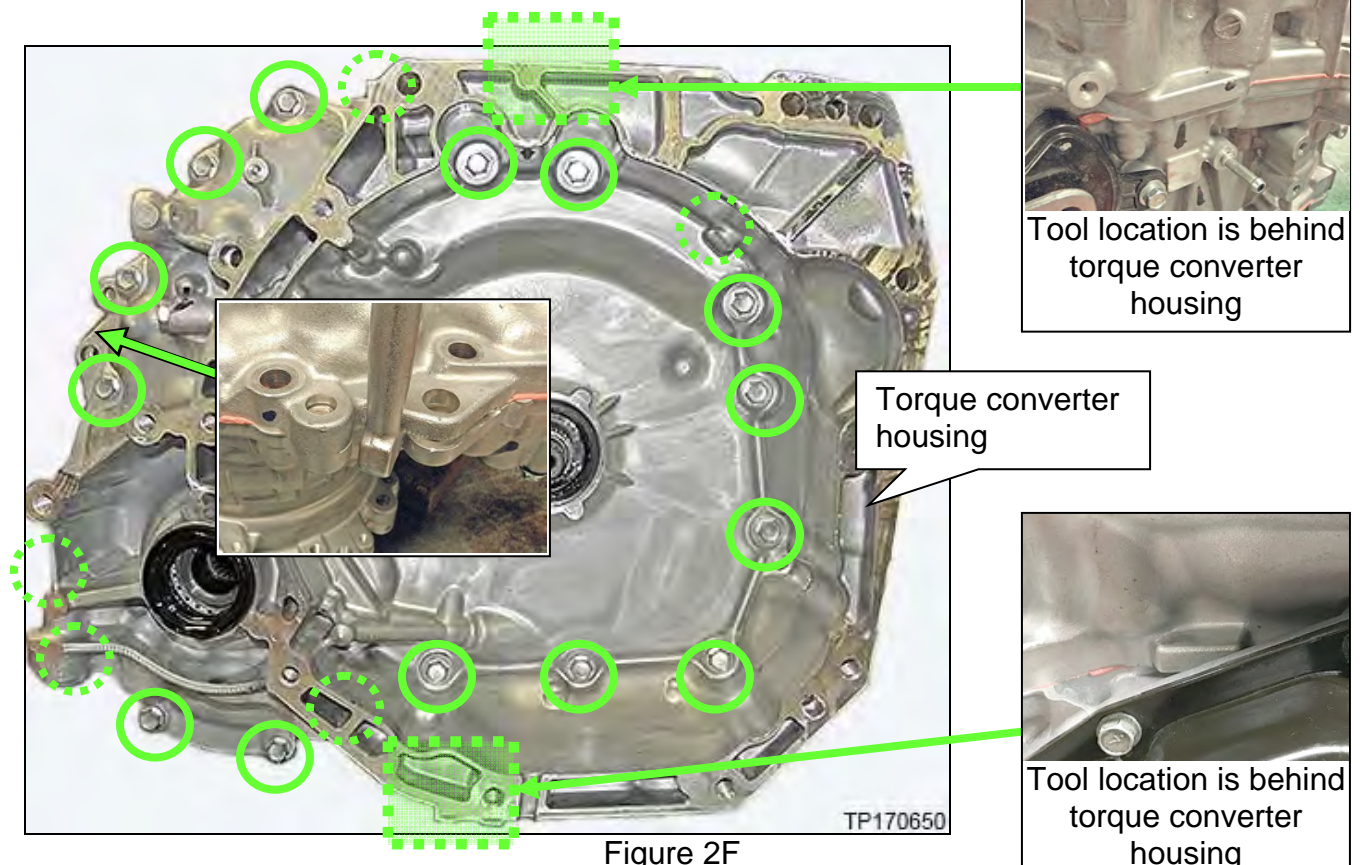 Tool location is behind
torque converter
housing
Torque converter
housing
Tool location is behind
torque converter
housing
TP170650
Figure 2F